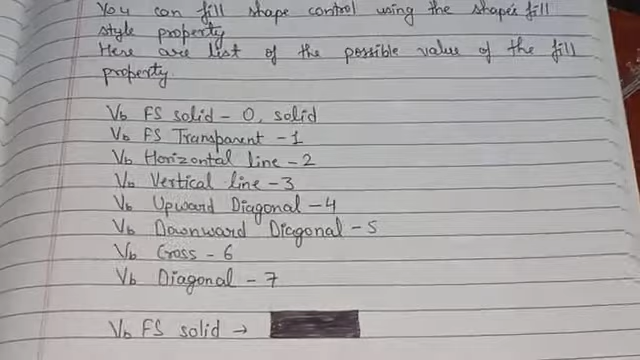 You can fill shape control using the shape's fill
style property
Here are list of the possible value of the fill
property.
Vb FS solid - 0, solid
Vb FS Transparent - 1
Vb Horizontal line - 2
Vb Vertical line - 3
Vb Upward Diagonal - 4
Vb Downward Diagonal - 5
Vb Cross - 6
Vb Diagonal - 7
Vb FS solid →